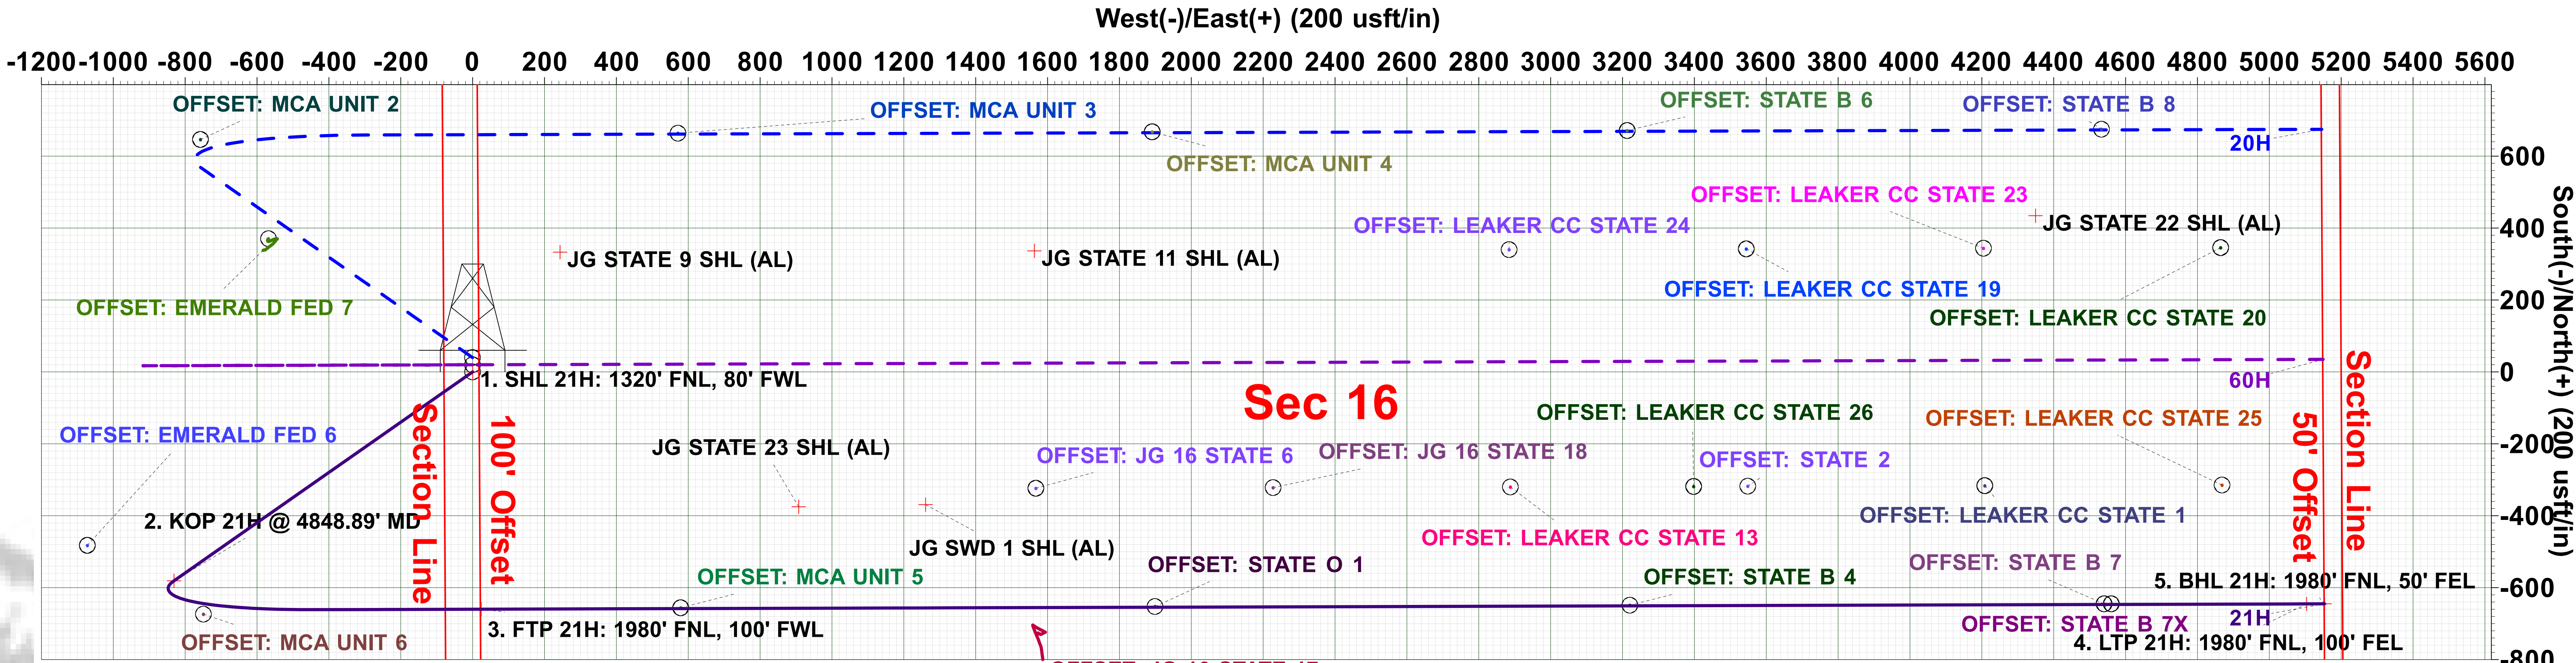 West(-)/East(+) (200 usft/in)
-1200 -1000 -800 -600 -400 -200 0 200 400 600 800 1000 1200 1400 1600 1800 2000 2200 2400 2600 2800 3000 3200 3400 3600 3800 4000 4200 4400 4600 4800 5000 5200 5400 5600
OFFSET: MCA UNIT 2
OFFSET: MCA UNIT 3
OFFSET: STATE B 6
OFFSET: STATE B 8
20H
OFFSET: MCA UNIT 4
600
OFFSET: LEAKER CC STATE 23
OFFSET: LEAKER CC STATE 24
JG STATE 22 SHL (AL)
400
JG STATE 9 SHL (AL)
JG STATE 11 SHL (AL)
OFFSET: LEAKER CC STATE 19
OFFSET: EMERALD FED 7
200
OFFSET: LEAKER CC STATE 20
South(-)/North(+) (200 usft/in)
0
1. SHL 21H: 1320' FNL, 80' FWL
60H
Sec 16
OFFSET: LEAKER CC STATE 26
OFFSET: LEAKER CC STATE 25
Section Line
100' Offset
50' Offset
Section Line
OFFSET: EMERALD FED 6
JG STATE 23 SHL (AL)
OFFSET: JG 16 STATE 6
OFFSET: JG 16 STATE 18
OFFSET: STATE 2
-200
2. KOP 21H @ 4848.89' MD
OFFSET: LEAKER CC STATE 1
-400
JG SWD 1 SHL (AL)
OFFSET: LEAKER CC STATE 13
OFFSET: STATE O 1
OFFSET: STATE B 7
OFFSET: MCA UNIT 5
OFFSET: STATE B 4
5. BHL 21H: 1980' FNL, 50' FEL
-600
21H
OFFSET: STATE B 7X
3. FTP 21H: 1980' FNL, 100' FWL
OFFSET: MCA UNIT 6
4. LTP 21H: 1980' FNL, 100' FEL
-800